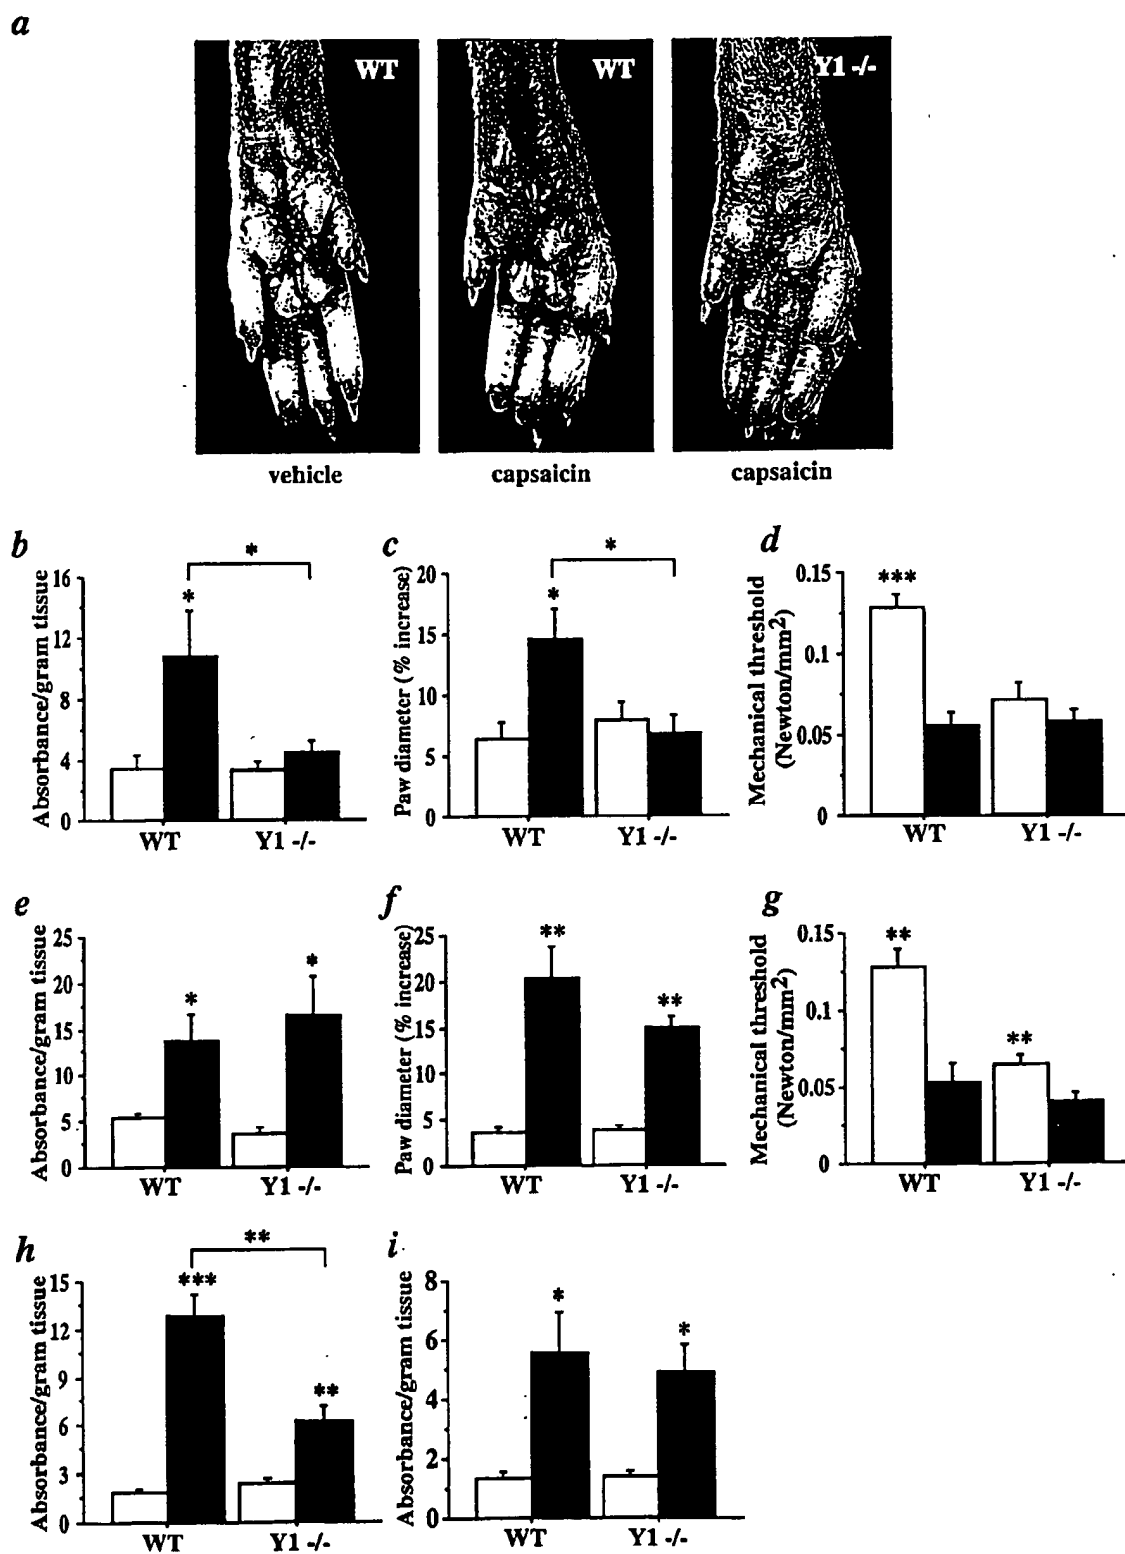 a
WT
WT
Y1 -/-
vehicle
capsaicin
capsaicin
b
*
*
Absorbance/gram tissue
16
12
8
4
0
WT
Y1 -/-
c
*
*
Paw diameter (% increase)
20
15
10
5
0
WT
Y1 -/-
d
***
Mechanical threshold
(Newton/mm2)
0.15
0.1
0.05
0
WT
Y1 -/-
e
*
*
Absorbance/gram tissue
25
20
15
10
5
0
WT
Y1 -/-
f
**
**
Paw diameter (% increase)
25
20
15
10
5
0
WT
Y1 -/-
g
**
**
Mechanical threshold
(Newton/mm2)
0.15
0.1
0.05
0
WT
Y1 -/-
h
**
***
**
Absorbance/gram tissue
15
12
9
6
3
0
WT
Y1 -/-
i
*
*
Absorbance/gram tissue
8
6
4
2
0
WT
Y1 -/-